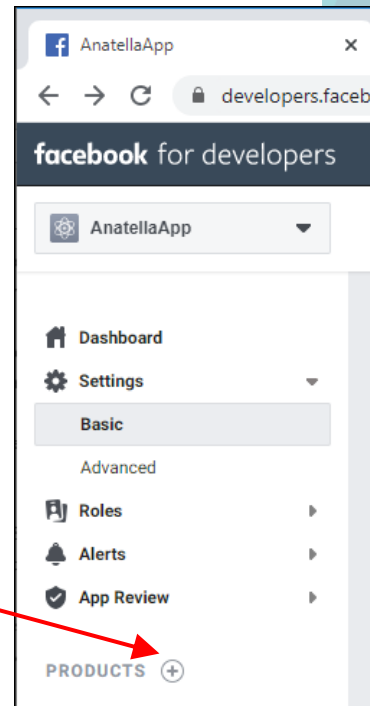 AnatellaApp
developers.faceb
facebook for developers
AnatellaApp
Dashboard
Settings
Basic
Advanced
Roles
Alerts
App Review
PRODUCTS